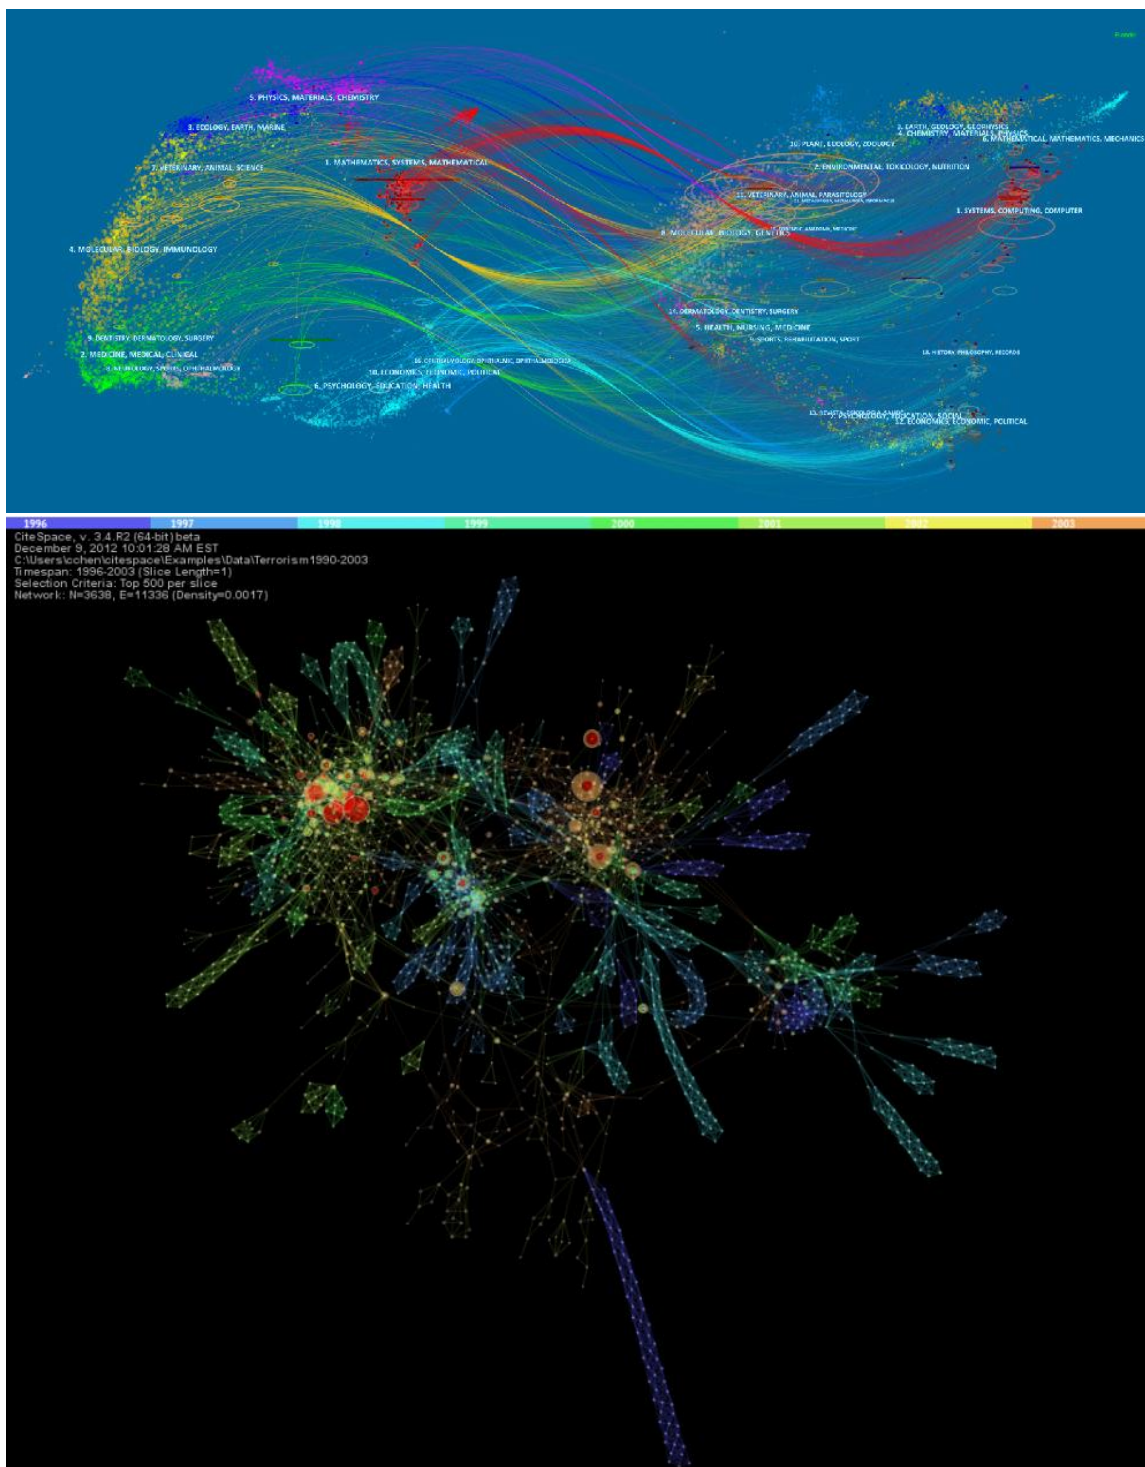 5. PHYSICS, MATERIALS, CHEMISTRY
3. ECOLOGY, EARTH, MARINE
3. EARTH, GEOLOGY, GEOPHYSICS
4. CHEMISTRY, MATERIALS, PHYSICS
6. MATHEMATICAL, MATHEMATICS, MECHANICS
10. PLANT, ECOLOGY, ZOOLOGY
1. MATHEMATICS, SYSTEMS, MATHEMATICAL
7. VETERINARY, ANIMAL, SCIENCE
2. ENVIRONMENTAL, TOXICOLOGY, NUTRITION
11. VETERINARY, ANIMAL, PARASITOLOGY
1. SYSTEMS, COMPUTING, COMPUTER
8. MOLECULAR, BIOLOGY, GENETICS
4. MOLECULAR, BIOLOGY, IMMUNOLOGY
14. DERMATOLOGY, DENTISTRY, SURGERY
5. HEALTH, NURSING, MEDICINE
9. DENTISTRY, DERMATOLOGY, SURGERY
9. SPORTS, REHABILITATION, SPORT
2. MEDICINE, MEDICAL, CLINICAL
18. HISTORY, PHILOSOPHY, RECORDS
10. ECONOMICS, ECONOMIC, POLITICAL
6. PSYCHOLOGY, EDUCATION, HEALTH
7. PSYCHOLOGY, EDUCATION, SOCIAL
12. ECONOMICS, ECONOMIC, POLITICAL
1996 1997 1998 1999 2000 2001 2002 2003
CiteSpace, v. 3.4.R2 (64-bit) beta
December 9, 2012 10:01:28 AM EST
C:\Users\cchen\citespace\Examples\Data\Terrorism1990-2003
Timespan: 1996-2003 (Slice Length=1)
Selection Criteria: Top 500 per slice
Network: N=3638, E=11336 (Density=0.0017)